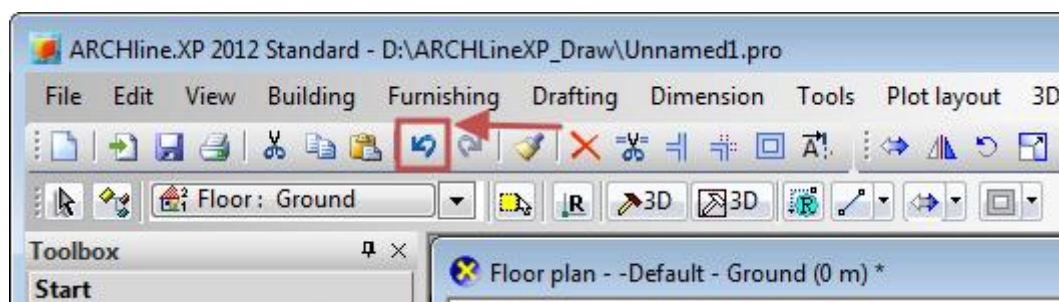 ARCHline.XP 2012 Standard - D:\ARCHLineXP_Draw\Unnamed1.pro
File Edit View Building Furnishing Drafting Dimension Tools Plot layout 3D
A
Floor : Ground R 3D 3D R
Toolbox
Floor plan - -Default - Ground (0 m) *
Start